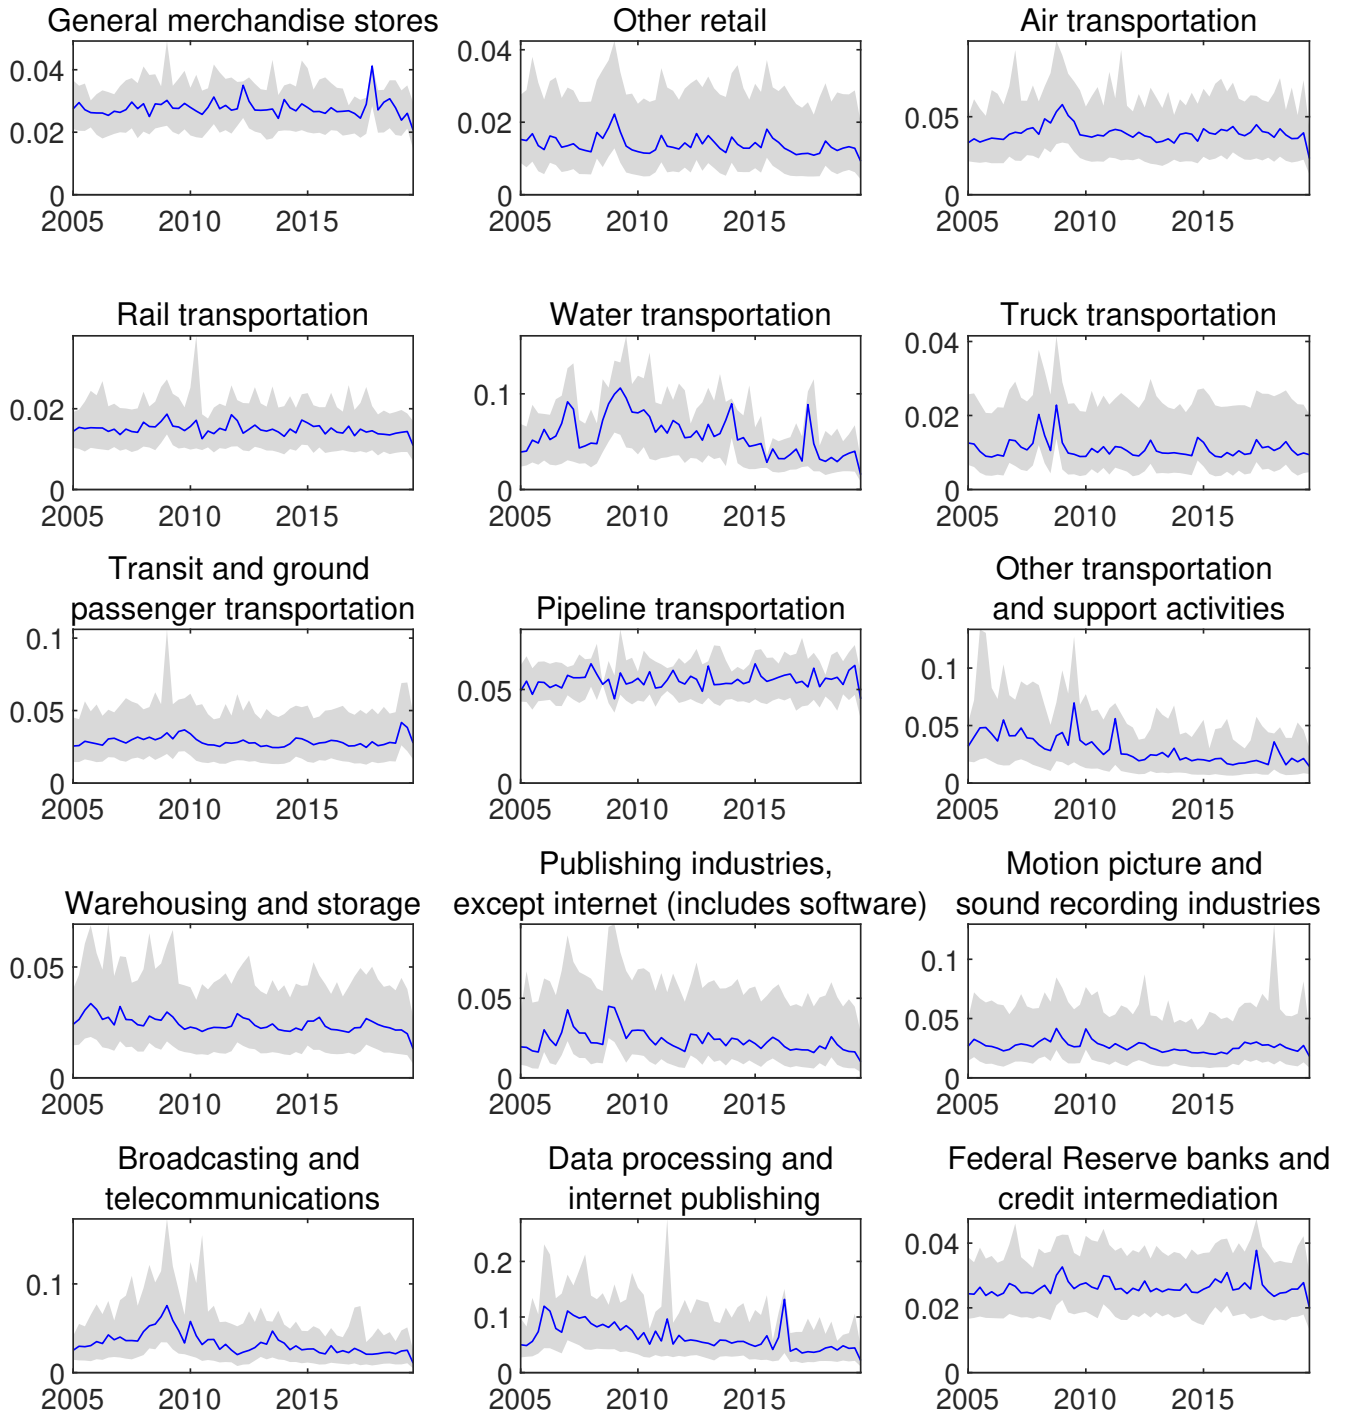 General merchandise stores
0.04
0.02
0
2005 2010 2015
Other retail
0.04
0.02
0
2005 2010 2015
Air transportation
0.05
0
2005 2010 2015
Rail transportation
0.02
0
2005 2010 2015
Water transportation
0.1
0
2005 2010 2015
Truck transportation
0.04
0.02
0
2005 2010 2015
Transit and ground
passenger transportation
0.1
0.05
0
2005 2010 2015
Pipeline transportation
0.05
0
2005 2010 2015
Other transportation
and support activities
0.1
0.05
0
2005 2010 2015
Warehousing and storage
0.05
0
2005 2010 2015
Publishing industries,
except internet (includes software)
0.05
0
2005 2010 2015
Motion picture and
sound recording industries
0.1
0.05
0
2005 2010 2015
Broadcasting and
telecommunications
0.1
0
2005 2010 2015
Data processing and
internet publishing
0.2
0.1
0
2005 2010 2015
Federal Reserve banks and
credit intermediation
0.04
0.02
0
2005 2010 2015